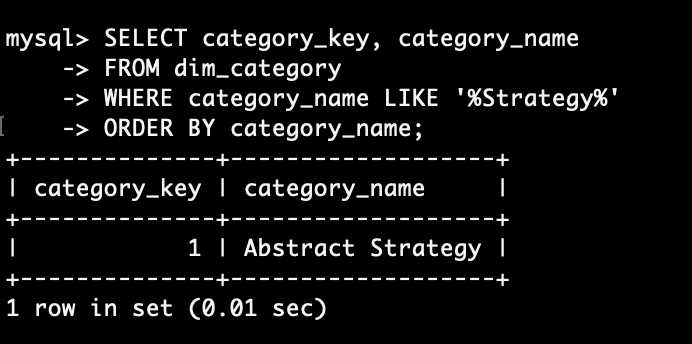 mysql> SELECT category_key, category_name
    -> FROM dim_category
    -> WHERE category_name LIKE '%Strategy%'
    -> ORDER BY category_name;
+--------------+-------------------+
| category_key | category_name     |
+--------------+-------------------+
|            1 | Abstract Strategy |
+--------------+-------------------+
1 row in set (0.01 sec)